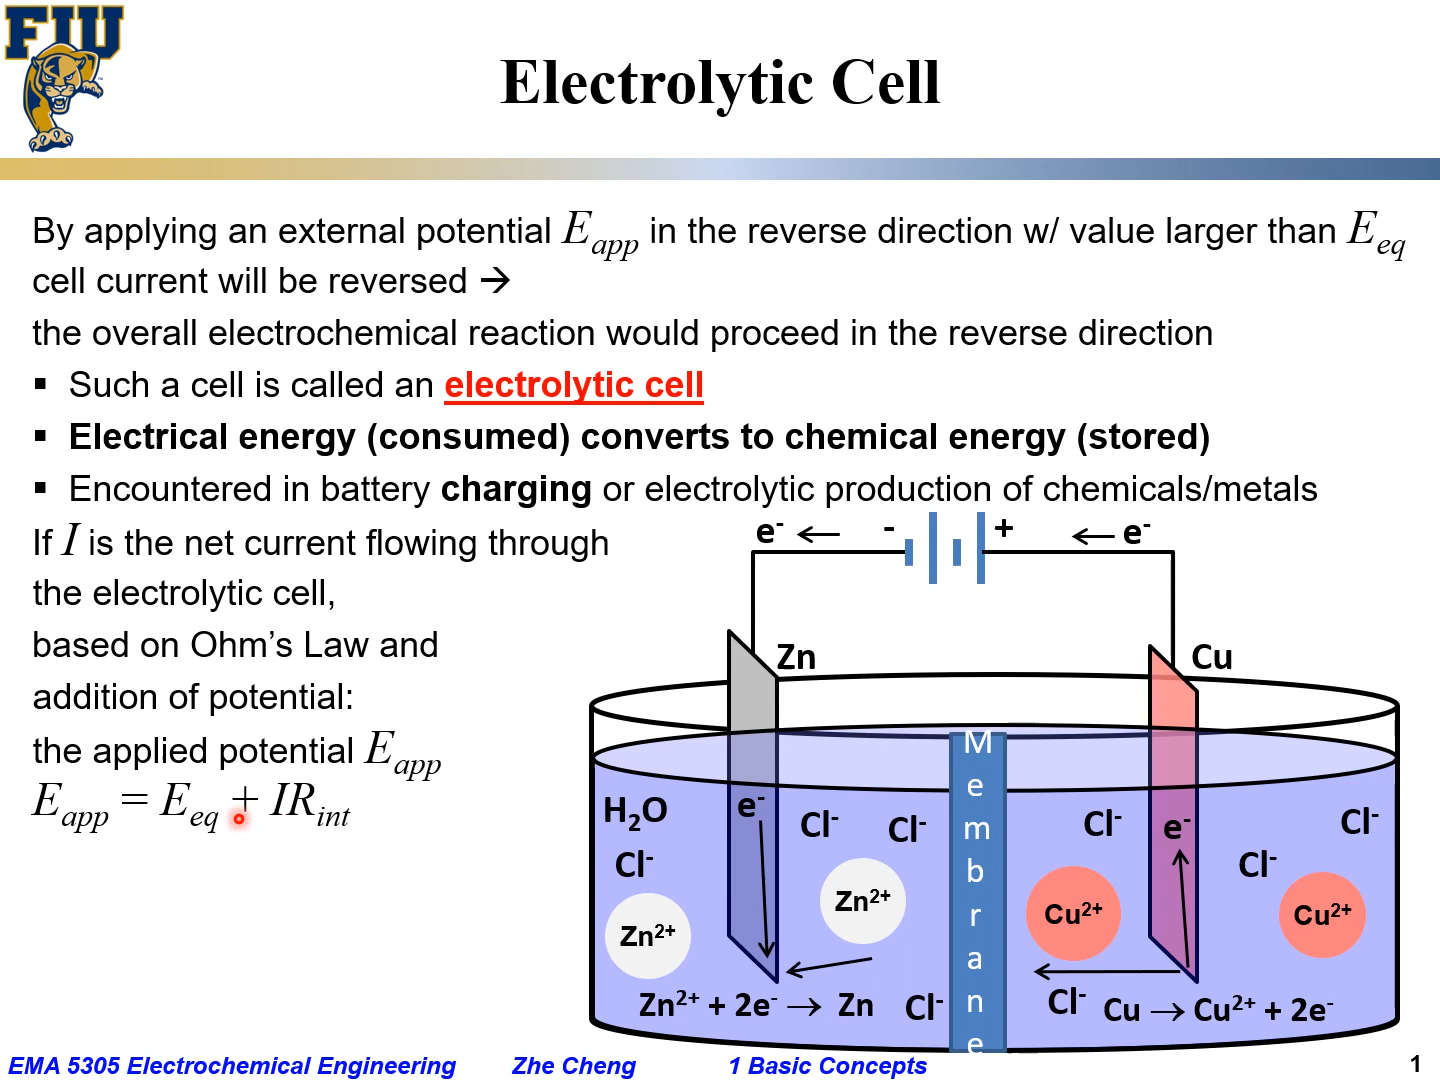 FIU
Electrolytic Cell
By applying an external potential E_app in the reverse direction w/ value larger than E_eq
cell current will be reversed →
the overall electrochemical reaction would proceed in the reverse direction
▪ Such a cell is called an electrolytic cell
▪ Electrical energy (consumed) converts to chemical energy (stored)
▪ Encountered in battery charging or electrolytic production of chemicals/metals
If I is the net current flowing through
the electrolytic cell,
based on Ohm's Law and
addition of potential:
the applied potential E_app
E_app = E_eq + IR_int
e⁻ ← - + ← e⁻
Zn
Cu
Membrane
H₂O
e⁻
Cl⁻
Cl⁻
Cl⁻
e⁻
Cl⁻
Cl⁻
Cl⁻
Zn²⁺
Zn²⁺
Cu²⁺
Cu²⁺
Zn²⁺ + 2e⁻ → Zn
Cl⁻
Cl⁻
Cu → Cu²⁺ + 2e⁻
EMA 5305 Electrochemical Engineering Zhe Cheng 1 Basic Concepts 1